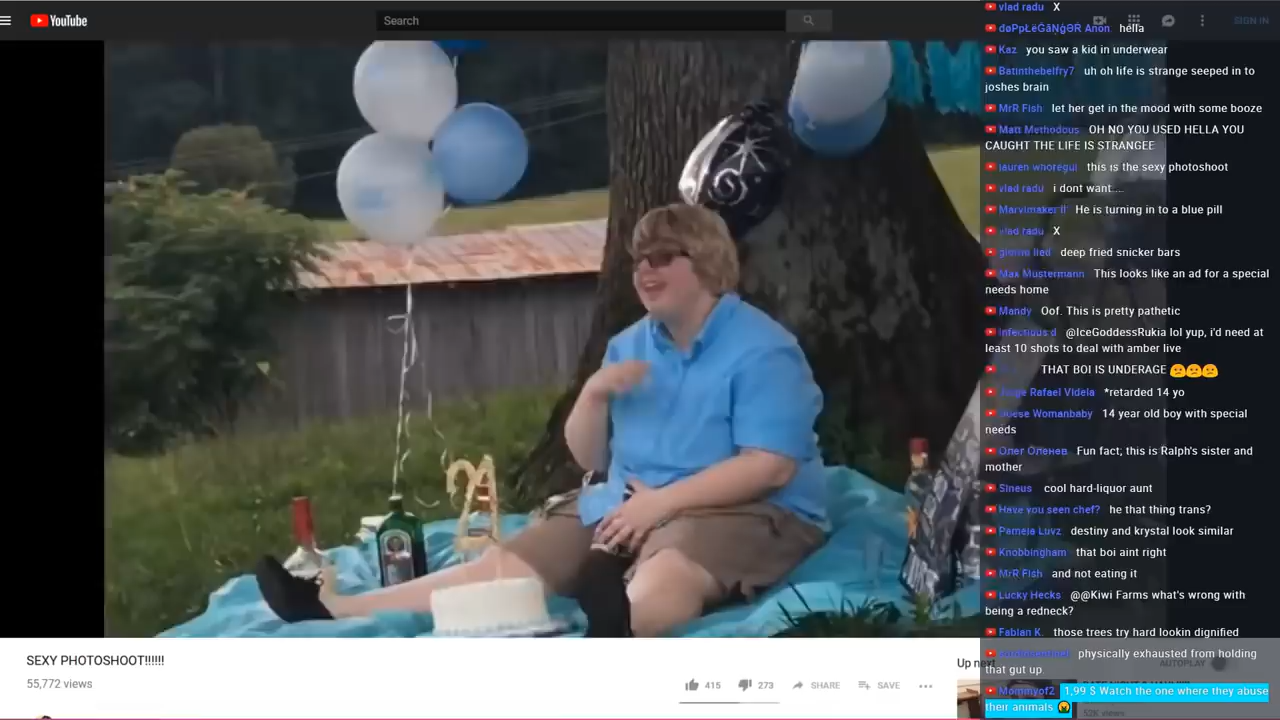 YouTube
Search
SIGN IN
SEXY PHOTOSHOOT!!!!!!
55,772 views
415
273
SHARE
SAVE
Up next
AUTOPLAY
vlad radu X
Anon hella
Kaz you saw a kid in underwear
Batinthebelfry7 uh oh life is strange seeped in to
joshes brain
MrR Fish let her get in the mood with some booze
Matt Methodous OH NO YOU USED HELLA YOU
CAUGHT THE LIFE IS STRANGEE
lauren whoregui this is the sexy photoshoot
vlad radu i dont want....
Marvimaker II He is turning in to a blue pill
vlad radu X
deep fried snicker bars
Max Mustermann This looks like an ad for a special
needs home
Mandy Oof. This is pretty pathetic
Infectious d @IceGoddessRukia lol yup, i'd need at
least 10 shots to deal with amber live
THAT BOI IS UNDERAGE 😕😕😕
Jorge Rafael Videla *retarded 14 yo
Womanbaby 14 year old boy with special
needs
Олег Оленев Fun fact, this is Ralph's sister and
mother
Sineus cool hard-liquor aunt
Have you seen chef? he that thing trans?
Pamela Luvz destiny and krystal look similar
Knobbingham that boi aint right
MrR Fish and not eating it
Lucky Hecks @@Kiwi Farms what's wrong with
being a redneck?
Fabian K. those trees try hard lookin dignified
physically exhausted from holding
that gut up
Mommyof2 1,99 $ Watch the one where they abuse
their animals
views